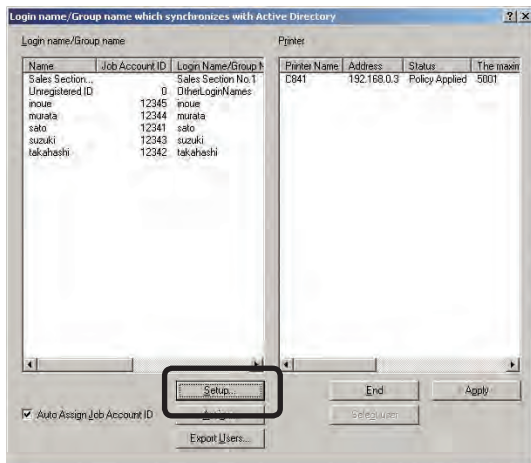 Login name/Group name which synchronizes with Active Directory
Login name/Group name
Name Job Account ID Login Name/Group N
Sales Section... Sales Section No.1
Unregistered ID 0 OtherLoginNames
inoue 12345 inoue
murata 12344 murata
sato 12341 sato
suzuki 12343 suzuki
takahashi 12342 takahashi
Printer
Printer Name Address Status The maxim
C841 192.168.0.3 Policy Applied 5001
Setup...
End
Apply
Auto Assign Job Account ID
Select user
Export Users...